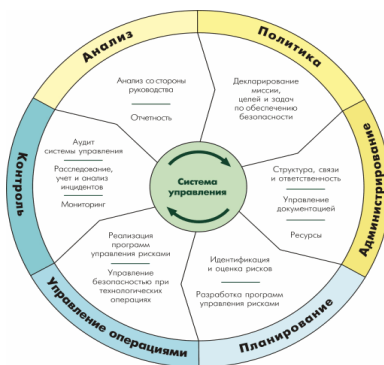 Анализ
Политика
Администрирование
Планирование
Управление операциями
Контроль
Анализ со стороны
руководства
Отчетность
Декларирование
миссии,
целей и задач
по обеспечению
безопасности
Структура, связи
и ответственность
Управление
документацией
Ресурсы
Идентификация
и оценка рисков
Разработка программ
управления рисками
Реализация
программ
управления рисками
Управление
безопасностью при
технологических
операциях
Аудит
системы управления
Расследование,
учет и анализ
инцидентов
Мониторинг
Система
управления